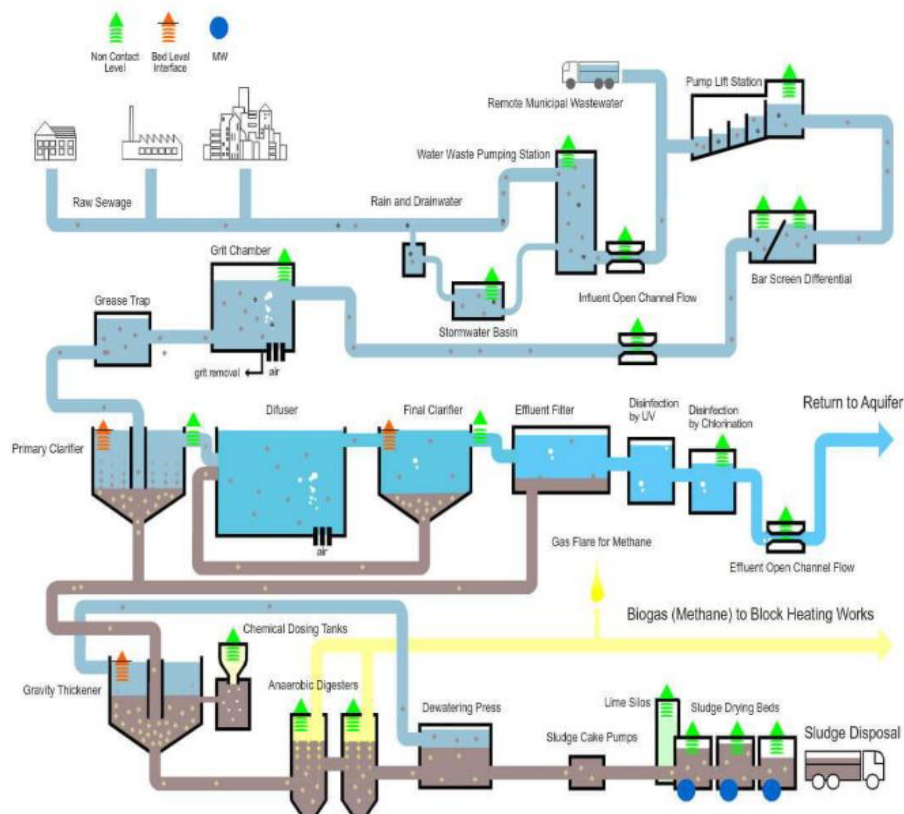 Non Contact
Level
Bed Level
Interface
MW
Remote Municipal Wastewater
Pump Lift Station
Water Waste Pumping Station
Raw Sewage
Rain and Drainwater
Grit Chamber
Bar Screen Differential
Influent Open Channel Flow
Grease Trap
Stormwater Basin
grit removal
air
Difuser
Final Clarifier
Effluent Filter
Disinfection
by UV
Disinfection
by Chlorination
Return to Aquifer
Primary Clarifier
air
Gas Flare for Methane
Effluent Open Channel Flow
Biogas (Methane) to Block Heating Works
Chemical Dosing Tanks
Gravity Thickener
Anaerobic Digesters
Dewatering Press
Lime Silos
Sludge Drying Beds
Sludge Cake Pumps
Sludge Disposal